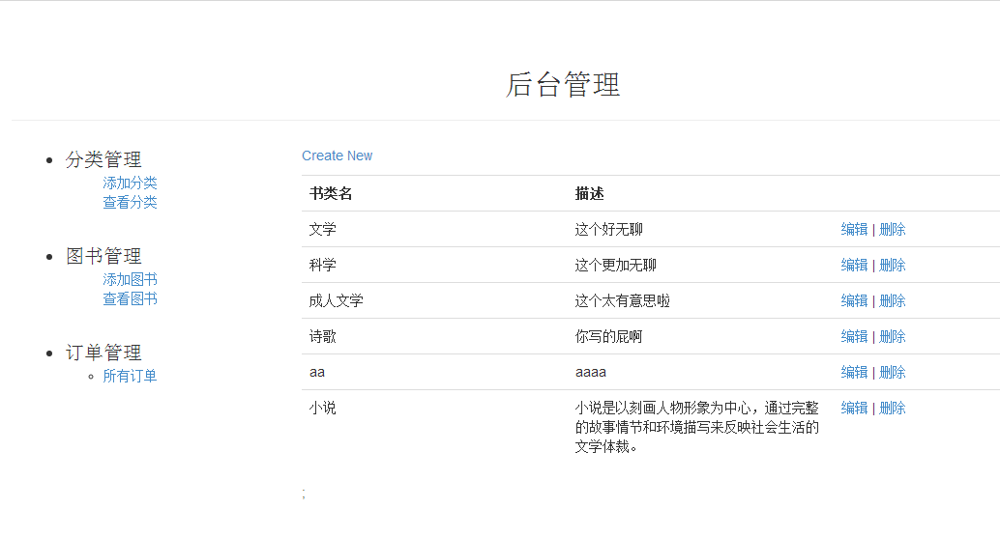 后台管理
分类管理
添加分类
查看分类
图书管理
添加图书
查看图书
订单管理
所有订单
Create New
书类名 描述
文学 这个好无聊 编辑 | 删除
科学 这个更加无聊 编辑 | 删除
成人文学 这个太有意思啦 编辑 | 删除
诗歌 你写的屁啊 编辑 | 删除
aa aaaa 编辑 | 删除
小说 小说是以刻画人物形象为中心，通过完整 编辑 | 删除
的故事情节和环境描写来反映社会生活的
文学体裁。
;